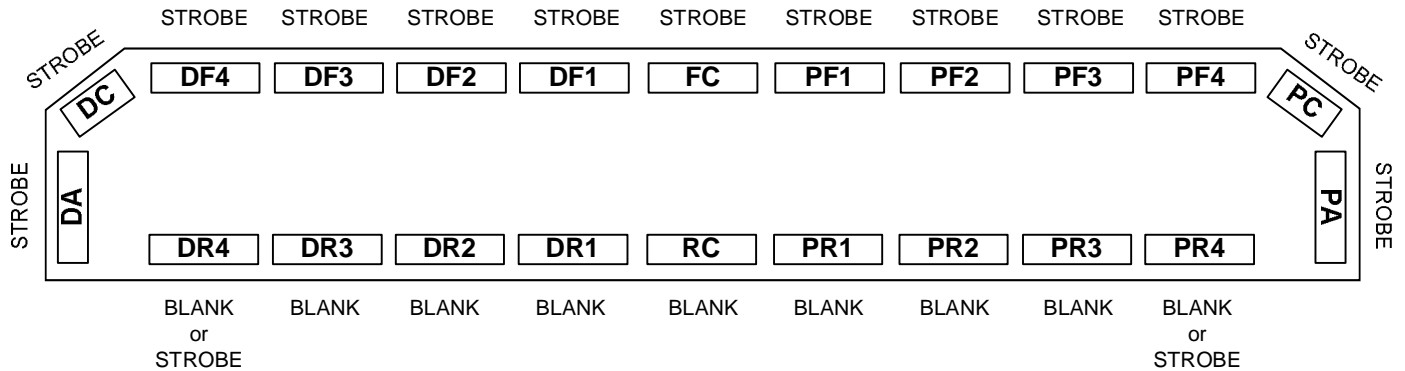 STROBE STROBE STROBE STROBE STROBE STROBE STROBE STROBE STROBE
STROBE STROBE
DC DF4 DF3 DF2 DF1 FC PF1 PF2 PF3 PF4 PC
STROBE DA PA STROBE
DR4 DR3 DR2 DR1 RC PR1 PR2 PR3 PR4
BLANK BLANK BLANK BLANK BLANK BLANK BLANK BLANK BLANK
or or
STROBE STROBE